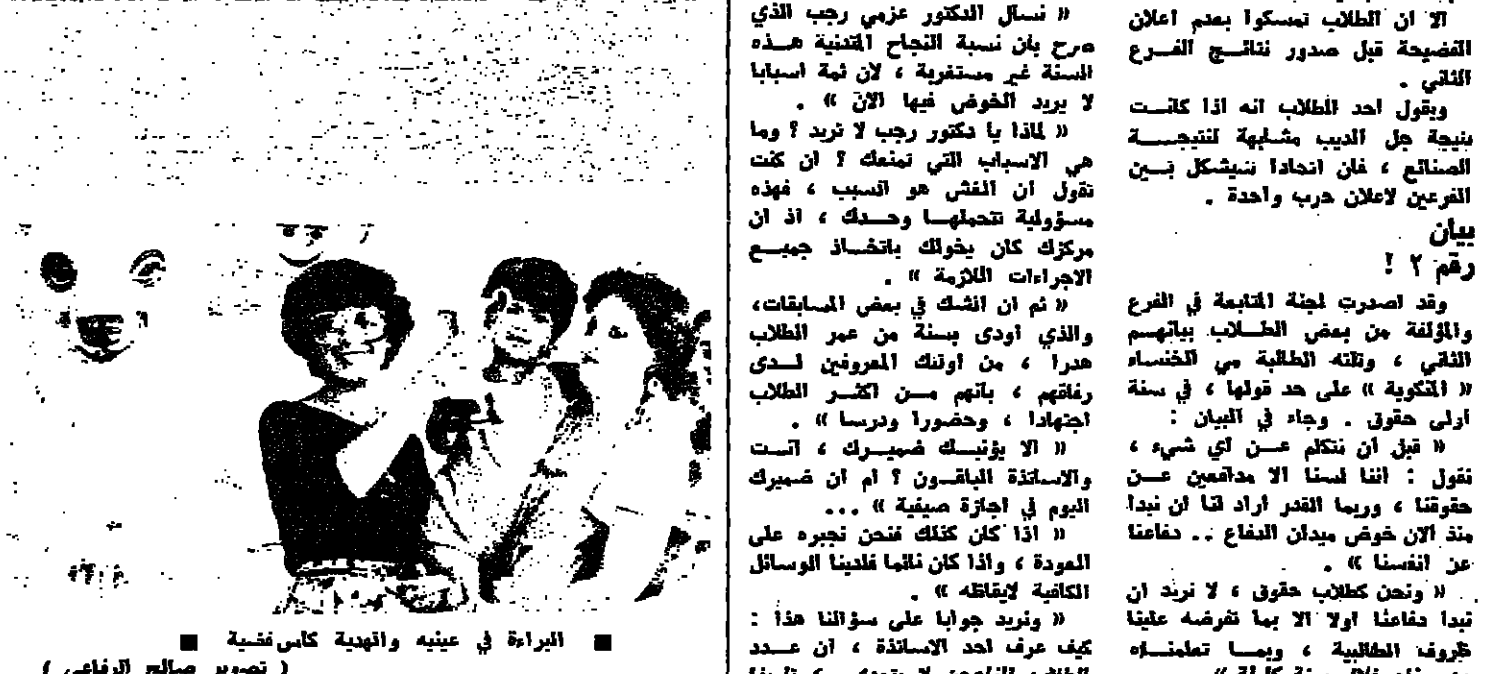 الا ان الطلاب تمسكوا بعدم اعلان
الفضيحة قبل صدور نتائج الفرع
الثاني .
ويقول احد الطلاب انه اذا كانت
نتيجة جل الديب مشابهة لنتيجة
الصنائع ، فان اتحادا سيشكل بين
الفرعين لاعلان حرب واحدة .
بيان
رقم ٢ !
وقد اصدرت لجنة المتابعة في الفرع
والمؤلفة من بعض الطلاب بيانهم
الثاني ، وتلته الطالبة مي الخنساء
« المنكوبة » على حد قولها ، في سنة
اولى حقوق . وجاء في البيان :
« قبل ان نتكلم عن اي شيء ،
نقول : اننا لسنا الا مدافعين عن
حقوقنا ، وربما القدر اراد لنا ان نبدا
منذ الان خوض ميدان الدفاع .. دفاعنا
عن انفسنا » .
« ونحن كطلاب حقوق ، لا نريد ان
نبدا دفاعنا اولا الا بما تفرضه علينا
ظروف الطالبية ، وبما تعلمناه
سنة كاملة »
« نسال الدكتور عزمي رجب الذي
صرح بان نسبة النجاح المتدنية هذه
السنة غير مستغربة ، لان ثمة اسبابا
لا يريد الخوض فيها الان » .
« لماذا يا دكتور رجب لا تريد ؟ وما
هي الاسباب التي تمنعك ؟ ان كنت
تقول ان الغش هو السبب ، فهذه
مسؤولية تتحملها وحدك ، اذ ان
مركزك كان يخولك باتخاذ جميع
الاجراءات اللازمة » .
« ثم ان الشك في بعض المسابقات،
والذي اودى بسنة من عمر الطلاب
هدرا ، من اولئك المعروفين لدى
رفاقهم ، بانهم من اكثر الطلاب
اجتهادا ، وحضورا ودرسا » .
« الا يؤنبك ضميرك ، انت
والاساتذة الباقون ؟ ام ان ضميرك
اليوم في اجازة صيفية » ...
« اذا كان كذلك فنحن نجبره على
العودة ، واذا كان نائما فلدينا الوسائل
الكافية لايقاظه » .
« ونريد جوابا على سؤالنا هذا :
كيف عرف احد الاساتذة ، ان عدد
■ البراءة في عينيه والهدية كاس فضية ■
( تصوير صالح الرفاعي )